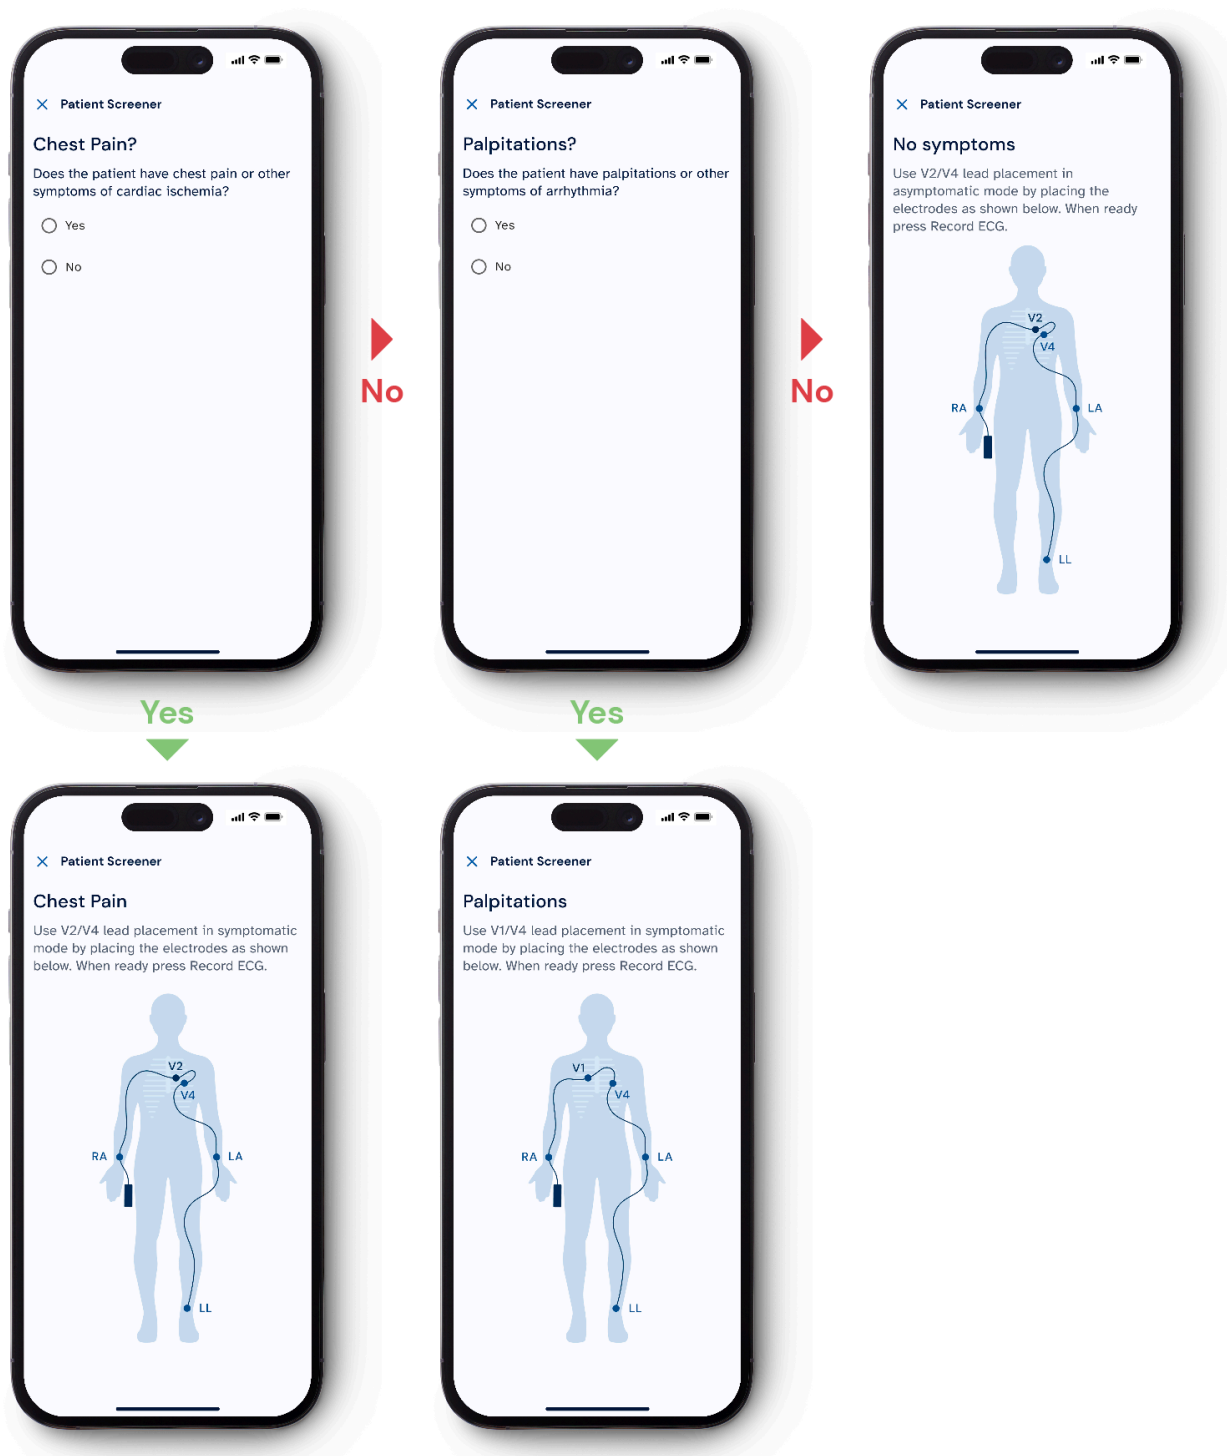 Patient Screener
Chest Pain?
Does the patient have chest pain or other
symptoms of cardiac ischemia?
Yes
No
No
Patient Screener
Palpitations?
Does the patient have palpitations or other
symptoms of arrhythmia?
Yes
No
No
Patient Screener
No symptoms
Use V2/V4 lead placement in
asymptomatic mode by placing the
electrodes as shown below. When ready
press Record ECG.
V2
V4
RA
LA
LL
Yes
Patient Screener
Chest Pain
Use V2/V4 lead placement in symptomatic
mode by placing the electrodes as shown
below. When ready press Record ECG.
V2
V4
RA
LA
LL
Yes
Patient Screener
Palpitations
Use V1/V4 lead placement in symptomatic
mode by placing the electrodes as shown
below. When ready press Record ECG.
V1
V4
RA
LA
LL